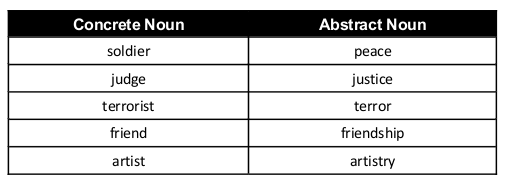 Concrete Noun Abstract Noun
soldier peace
judge justice
terrorist terror
friend friendship
artist artistry